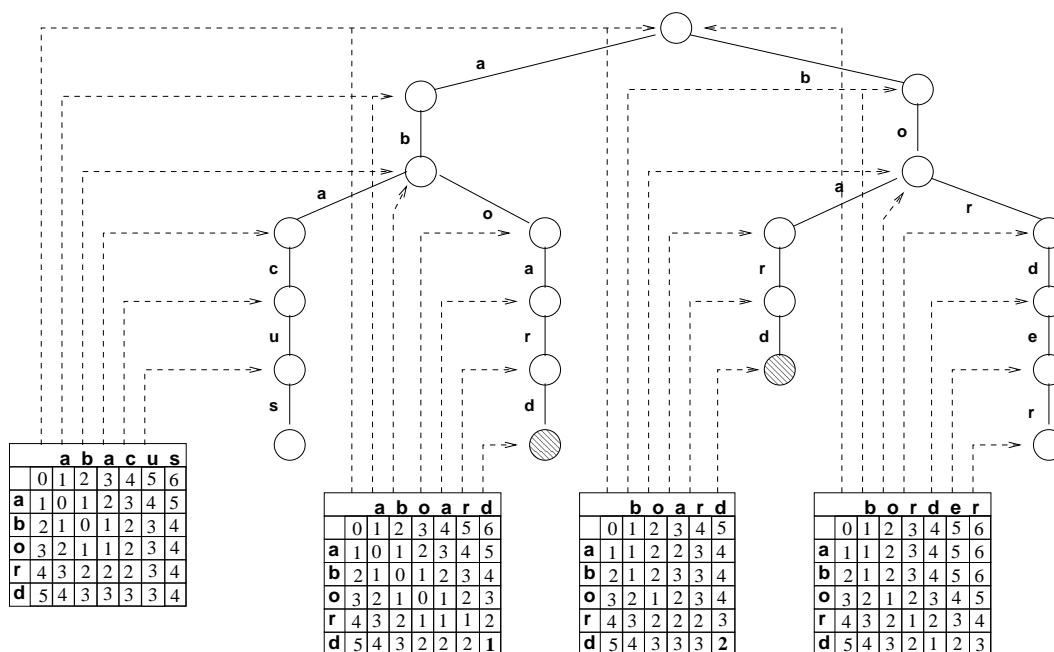 a
b
b
o
a
o
a
r
c
a
r
d
u
r
d
e
s
d
r
a b a c u s
0 1 2 3 4 5 6
a 1 0 1 2 3 4 5
b 2 1 0 1 2 3 4
o 3 2 1 1 2 3 4
r 4 3 2 2 2 3 4
d 5 4 3 3 3 3 4
a b o a r d
0 1 2 3 4 5 6
a 1 0 1 2 3 4 5
b 2 1 0 1 2 3 4
o 3 2 1 0 1 2 3
r 4 3 2 1 1 1 2
d 5 4 3 2 2 2 1
b o a r d
0 1 2 3 4 5
a 1 1 2 2 3 4
b 2 1 2 3 3 4
o 3 2 1 2 3 4
r 4 3 2 2 2 3
d 5 4 3 3 3 2
b o r d e r
0 1 2 3 4 5 6
a 1 1 2 3 4 5 6
b 2 1 2 3 4 5 6
o 3 2 1 2 3 4 5
r 4 3 2 1 2 3 4
d 5 4 3 2 1 2 3